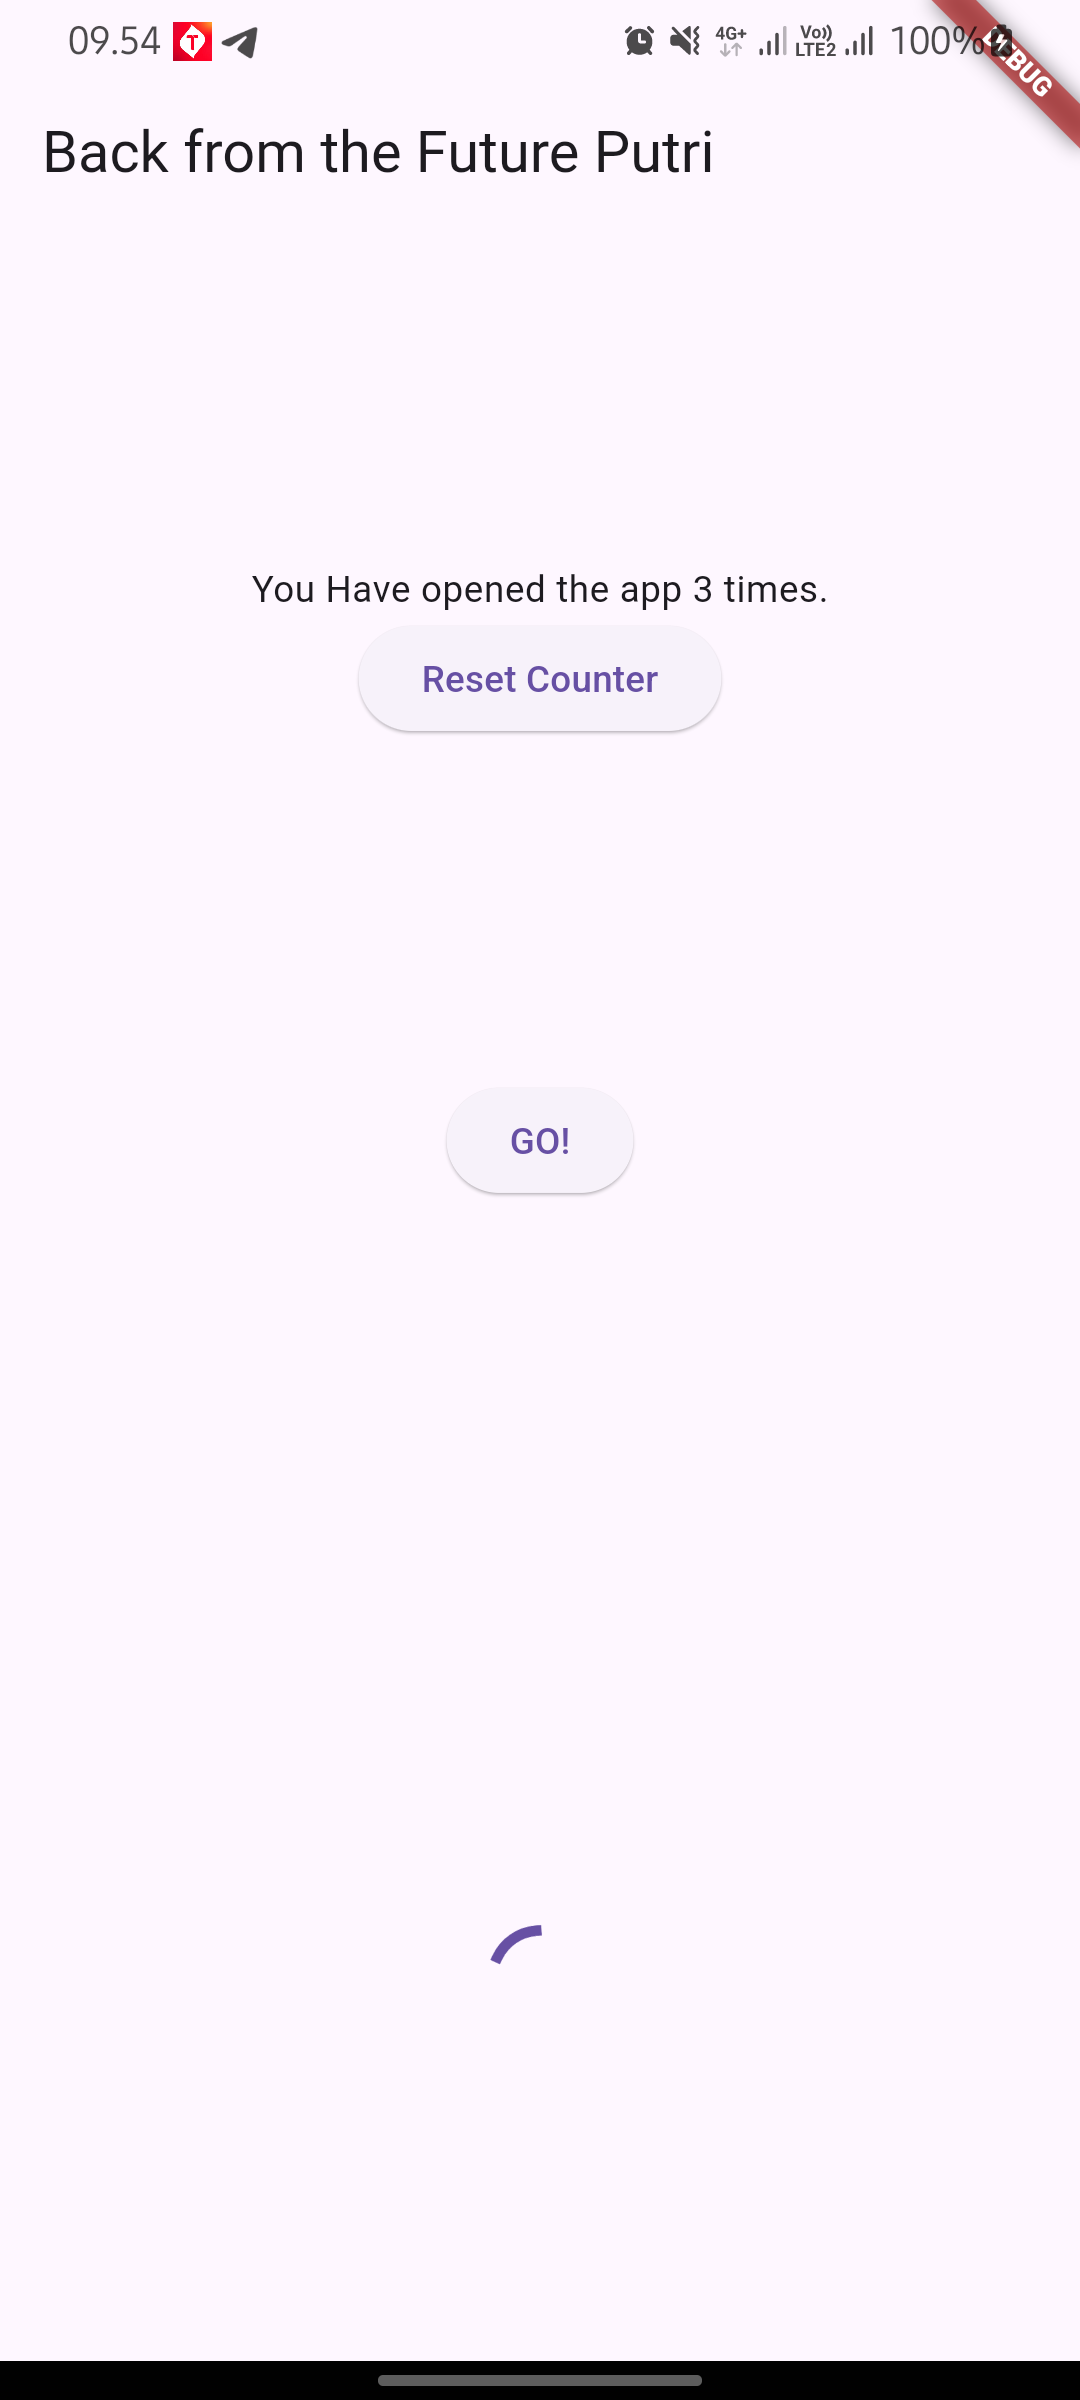 09.54
4G+
Vo))
LTE2
100%
DEBUG
Back from the Future Putri
You Have opened the app 3 times.
Reset Counter
GO!